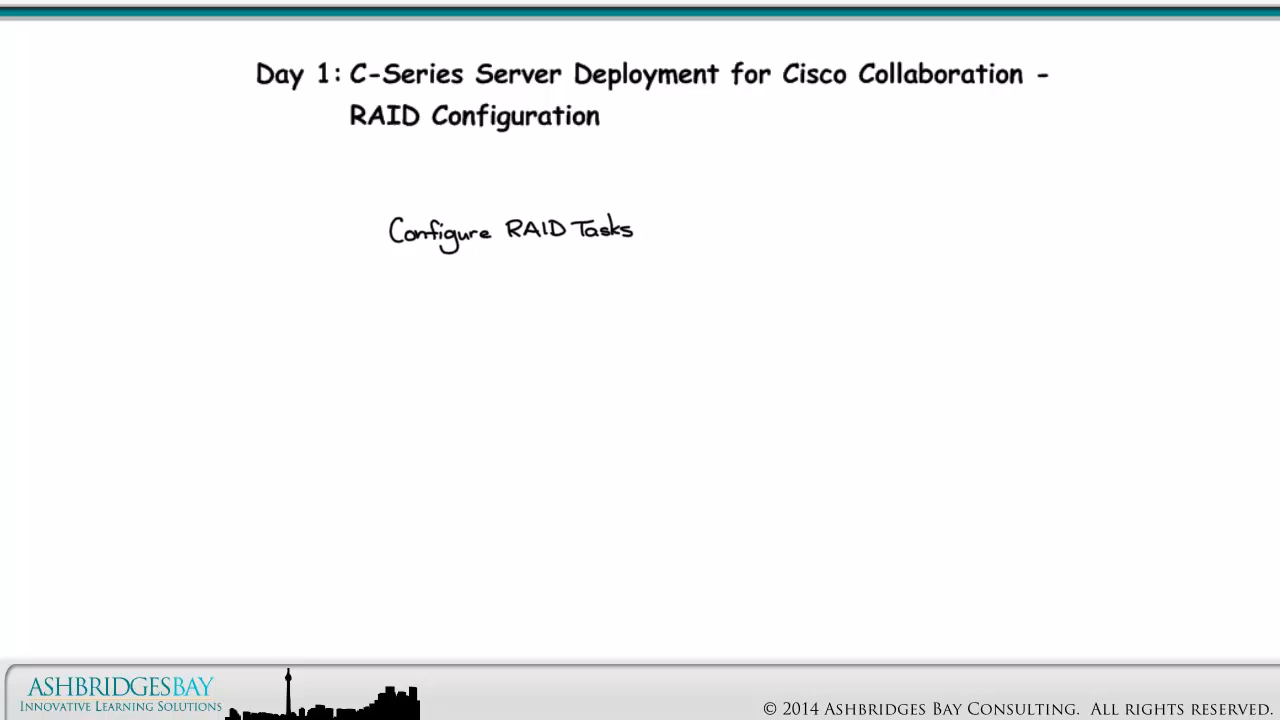 Day 1: C-Series Server Deployment for Cisco Collaboration -
RAID Configuration
Configure RAID Tasks
ASHBRIDGESBAY
INNOVATIVE LEARNING SOLUTIONS
© 2014 ASHBRIDGES BAY CONSULTING. ALL RIGHTS RESERVED.